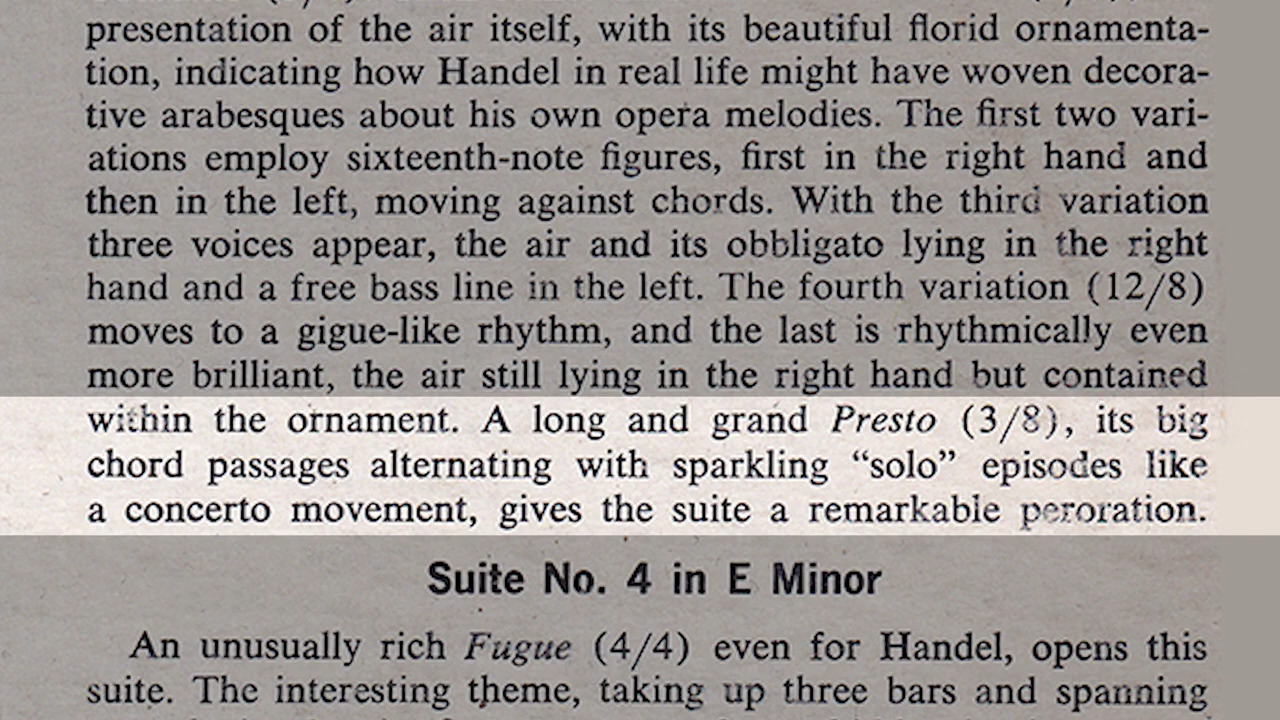 presentation of the air itself, with its beautiful florid ornamenta-
tion, indicating how Handel in real life might have woven decora-
tive arabesques about his own opera melodies. The first two vari-
ations employ sixteenth-note figures, first in the right hand and
then in the left, moving against chords. With the third variation
three voices appear, the air and its obbligato lying in the right
hand and a free bass line in the left. The fourth variation (12/8)
moves to a gigue-like rhythm, and the last is rhythmically even
more brilliant, the air still lying in the right hand but contained
within the ornament. A long and grand Presto (3/8), its big
chord passages alternating with sparkling “solo” episodes like
a concerto movement, gives the suite a remarkable peroration.
Suite No. 4 in E Minor
An unusually rich Fugue (4/4) even for Handel, opens this
suite. The interesting theme, taking up three bars and spanning